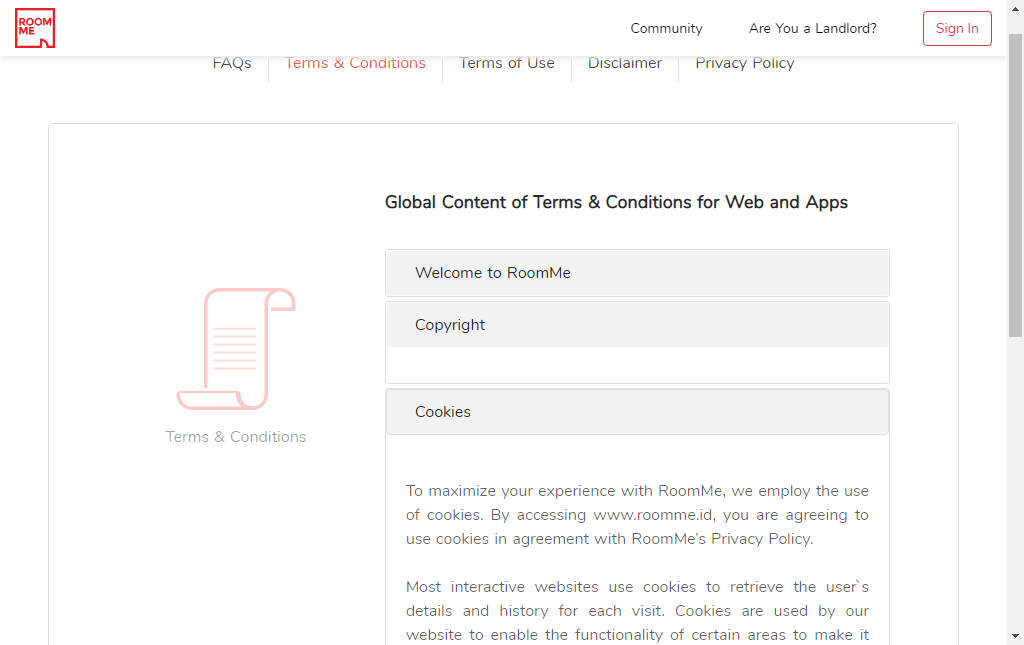 ROOM
ME
Community
Are You a Landlord?
Sign In
FAQs
Terms & Conditions
Terms of Use
Disclaimer
Privacy Policy
Global Content of Terms & Conditions for Web and Apps
Welcome to RoomMe
Copyright
Cookies
Terms & Conditions
To maximize your experience with RoomMe, we employ the use
of cookies. By accessing www.roomme.id, you are agreeing to
use cookies in agreement with RoomMe's Privacy Policy.
Most interactive websites use cookies to retrieve the user`s
details and history for each visit. Cookies are used by our
website to enable the functionality of certain areas to make it